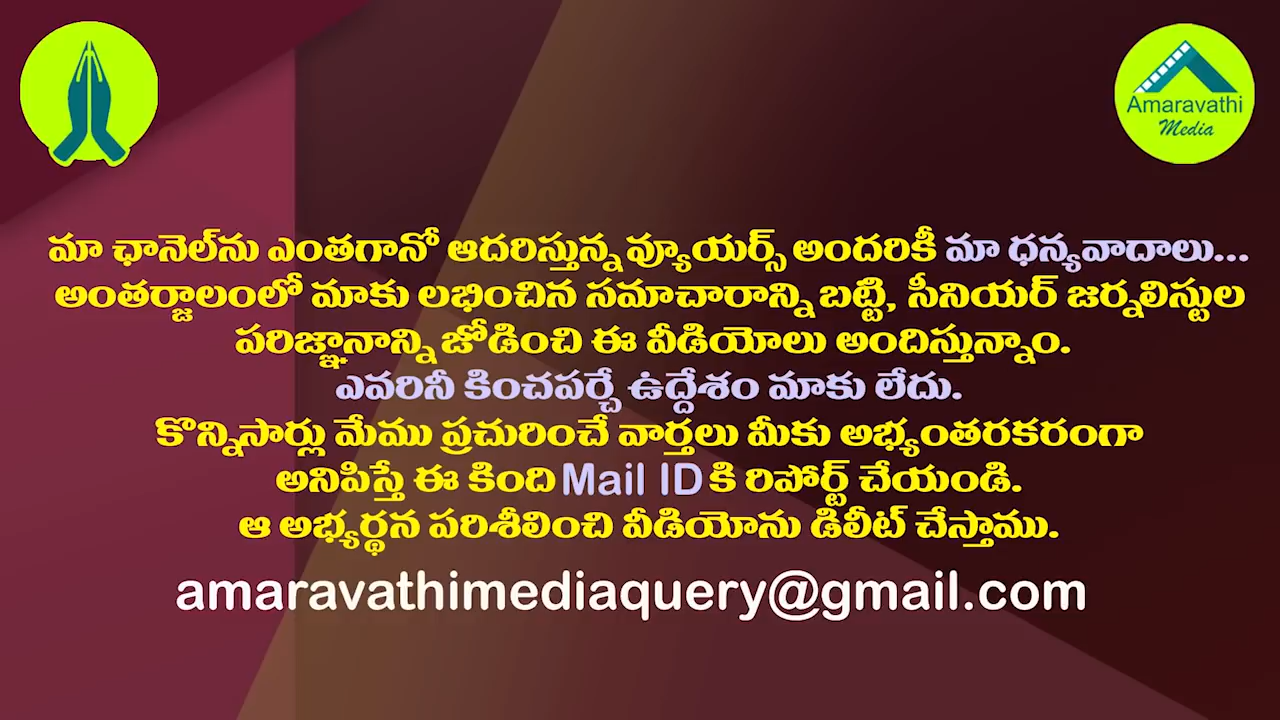 Amaravathi
Media
మా ఛానెల్‌ను ఎంతగానో ఆదరిస్తున్న వ్యూయర్స్ అందరికీ మా ధన్యవాదాలు...
అంతర్జాలంలో మాకు లభించిన సమాచారాన్ని బట్టి, సీనియర్ జర్నలిస్టుల
పరిజ్ఞానాన్ని జోడించి ఈ వీడియోలు అందిస్తున్నాం.
ఎవరినీ కించపర్చే ఉద్దేశం మాకు లేదు.
కొన్నిసార్లు మేము ప్రచురించే వార్తలు మీకు అభ్యంతరకరంగా
అనిపిస్తే ఈ కింది Mail ID కి రిపోర్ట్ చేయండి.
ఆ అభ్యర్థన పరిశీలించి వీడియోను డిలీట్ చేస్తాము.
amaravathimediaquery@gmail.com